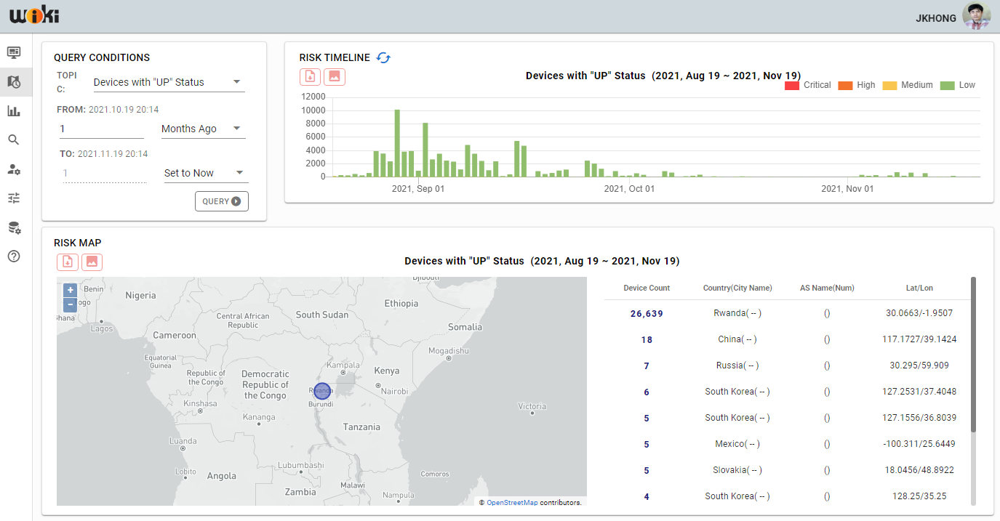 wiki
JKHONG
QUERY CONDITIONS
TOPI
C:
Devices with "UP" Status
FROM: 2021.10.19 20:14
1
Months Ago
TO: 2021.11.19 20:14
1
Set to Now
QUERY
RISK TIMELINE
Devices with "UP" Status (2021, Aug 19 ~ 2021, Nov 19)
Critical High Medium Low
12000
10000
8000
6000
4000
2000
0
2021, Sep 01
2021, Oct 01
2021, Nov 01
RISK MAP
Devices with "UP" Status (2021, Aug 19 ~ 2021, Nov 19)
+
−
Djibouti
Benin
Nigeria
Togo
Ghana
Lagos
Ethiopia
Central African
Republic
South Sudan
Somalia
Cameroon
Mogadishu
Equatorial
Guinea
Kampala
Republic of
the Congo
Democratic
Republic of
the Congo
Kenya
Rwanda
Nairobi
Kinshasa
Burundi
Victoria
Kananga
Tanzania
Luanda
Lubumbashi
Lobito
Angola
Comoros
Malawi
Zambia
Nampula
© OpenStreetMap contributors.
Device Count Country(City Name) AS Name(Num) Lat/Lon
26,639 Rwanda( -- ) () 30.0663/-1.9507
18 China( -- ) () 117.1727/39.1424
7 Russia( -- ) () 30.295/59.909
6 South Korea( -- ) () 127.2531/37.4048
5 South Korea( -- ) () 127.1556/36.8039
5 Mexico( -- ) () -100.311/25.6449
5 Slovakia( -- ) () 18.0456/48.8922
4 South Korea( -- ) () 128.25/35.25